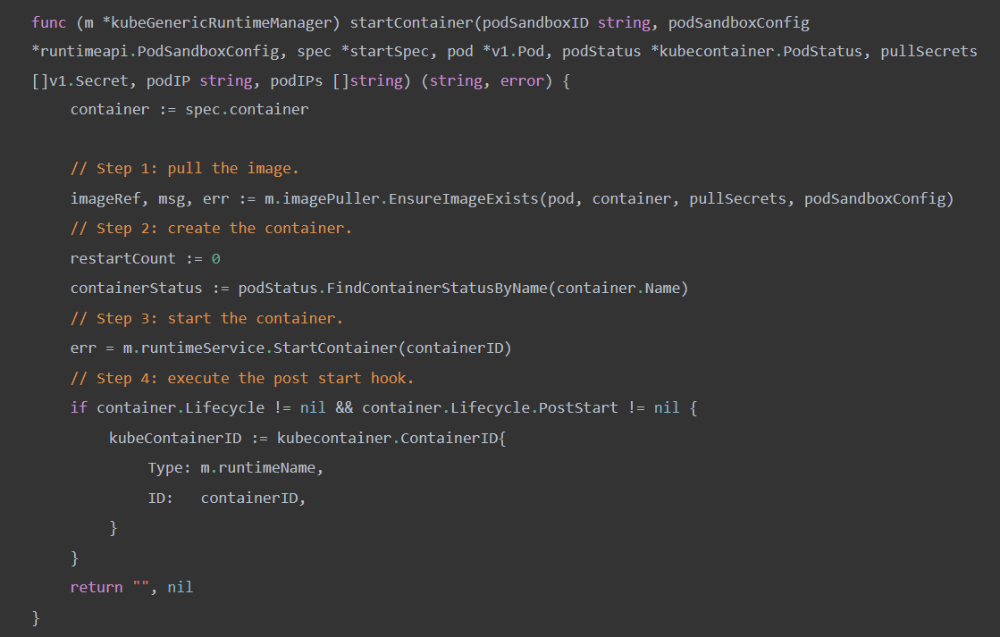 func (m *kubeGenericRuntimeManager) startContainer(podSandboxID string, podSandboxConfig
*runtimeapi.PodSandboxConfig, spec *startSpec, pod *v1.Pod, podStatus *kubecontainer.PodStatus, pullSecrets
[]v1.Secret, podIP string, podIPs []string) (string, error) {
    container := spec.container

    // Step 1: pull the image.
    imageRef, msg, err := m.imagePuller.EnsureImageExists(pod, container, pullSecrets, podSandboxConfig)
    // Step 2: create the container.
    restartCount := 0
    containerStatus := podStatus.FindContainerStatusByName(container.Name)
    // Step 3: start the container.
    err = m.runtimeService.StartContainer(containerID)
    // Step 4: execute the post start hook.
    if container.Lifecycle != nil && container.Lifecycle.PostStart != nil {
        kubeContainerID := kubecontainer.ContainerID{
            Type: m.runtimeName,
            ID:   containerID,
        }
    }
    return "", nil
}